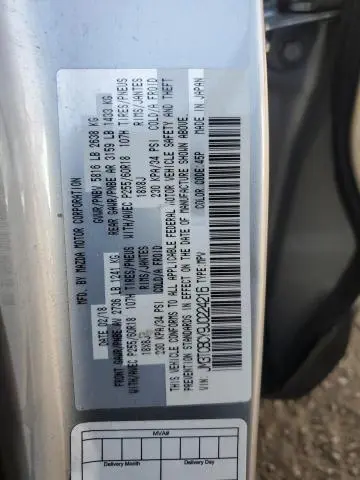 MFD. BY MAZDA MOTOR CORPORATION
02/18 GVWR/PNBV 5816 LB 2638 KG
FRONT GAWR/PNBE AV 2736 LB 1241 KG REAR GAWR/PNBE AR 3159 LB 1433 KG
WITH/AVEC P255/60R18 107H TIRES/PNEUS WITH/AVEC P255/60R18 107H TIRES/PNEUS
18X8J RIMS/JANTES 18X8J RIMS/JANTES
230 KPA/34 PSI COLD/A FROID 230 KPA/34 PSI COLD/A FROID
THIS VEHICLE CONFORMS TO ALL APPLICABLE FEDERAL MOTOR VEHICLE SAFETY AND THEFT
PREVENTION STANDARDS IN EFFECT ON THE DATE OF MANUFACTURE SHOWN ABOVE.
COLOR CODE 45P MADE IN JAPAN
VIN: TYPE: MPV
MVA#
Delivery Month Delivery Day